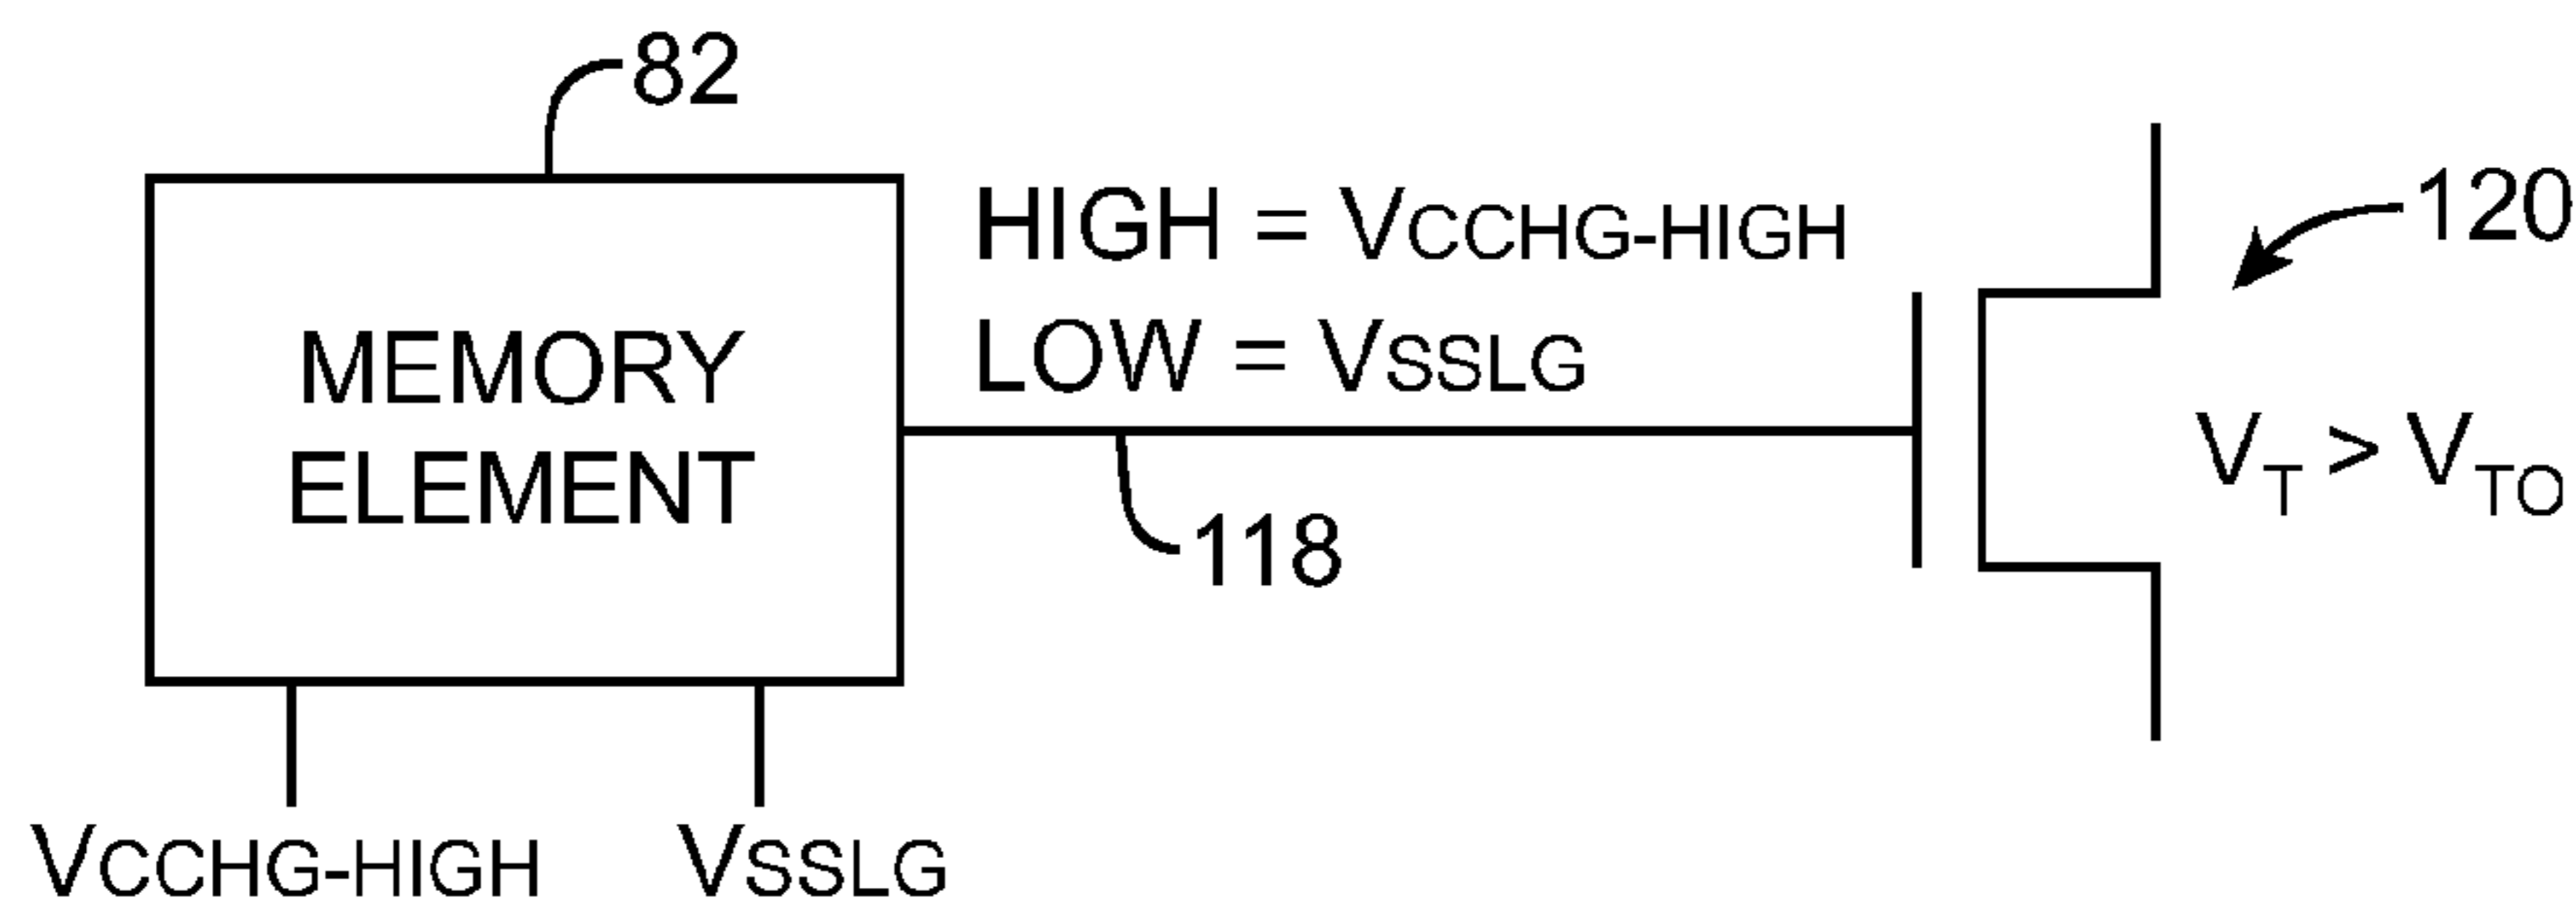 82
HIGH = VCCHG-HIGH
120
LOW = VSSLG
MEMORY
ELEMENT
VT > VTO
118
VCCHG-HIGH
VSSLG